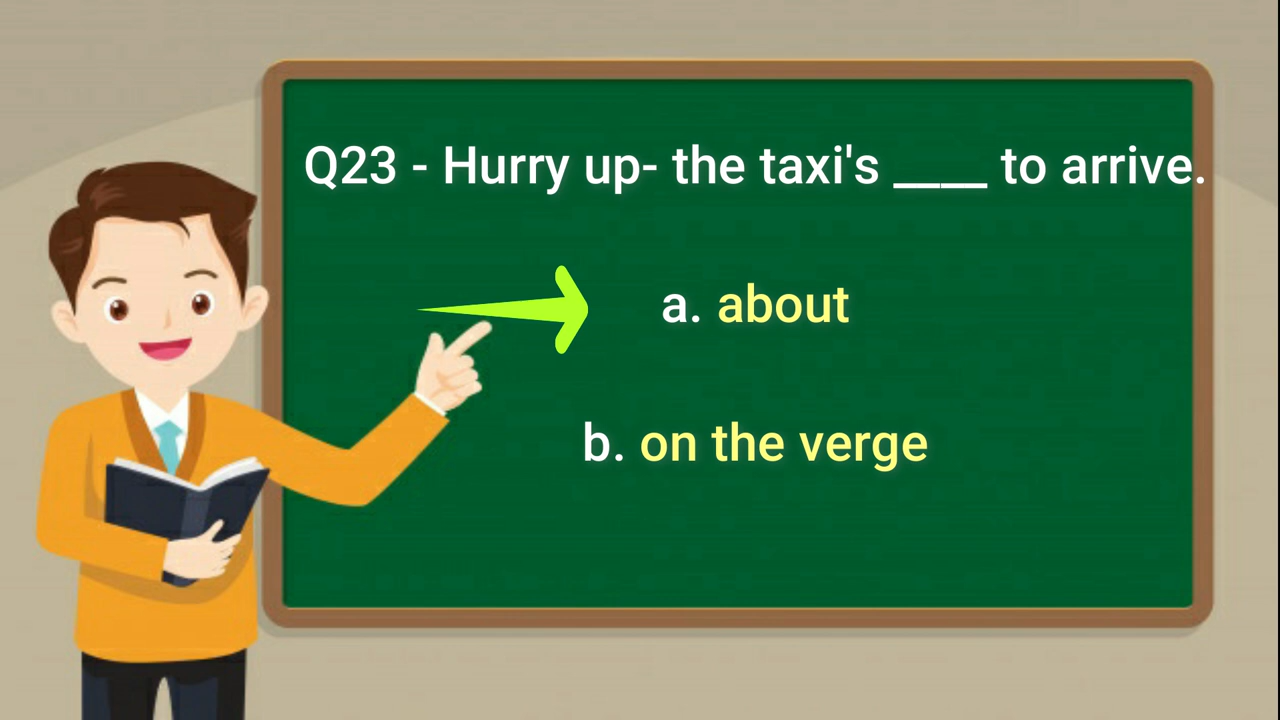 Q23 - Hurry up- the taxi's ____ to arrive.
a. about
b. on the verge